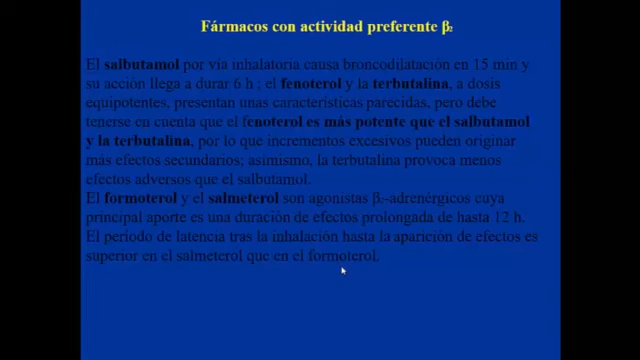 Fármacos con actividad preferente β2
El salbutamol por vía inhalatoria causa broncodilatación en 15 min y
su acción llega a durar 6 h ; el fenoterol y la terbutalina, a dosis
equipotentes, presentan unas características parecidas, pero debe
tenerse en cuenta que el fenoterol es más potente que el salbutamol
y la terbutalina, por lo que incrementos excesivos pueden originar
más efectos secundarios; asimismo, la terbutalina provoca menos
efectos adversos que el salbutamol.
El formoterol y el salmeterol son agonistas β2-adrenérgicos cuya
principal aporte es una duración de efectos prolongada de hasta 12 h.
El período de latencia tras la inhalación hasta la aparición de efectos es
superior en el salmeterol que en el formoterol.